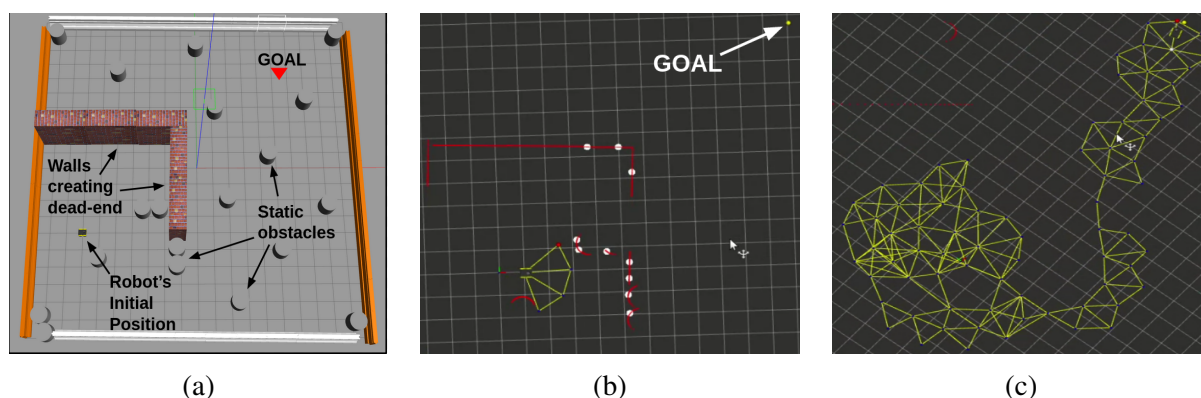 GOAL
Walls
creating
dead-end
Static
obstacles
Robot's
Initial
Position
(a)
GOAL
(b)
(c)